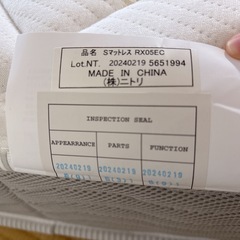 品名 Sマットレス RX05EC
Lot.NT. 20240219 5651994
MADE IN CHINA
(株)ニトリ
INSPECTION SEAL
APPEARANCE PARTS FUNCTION
20240219 20240219 20240219